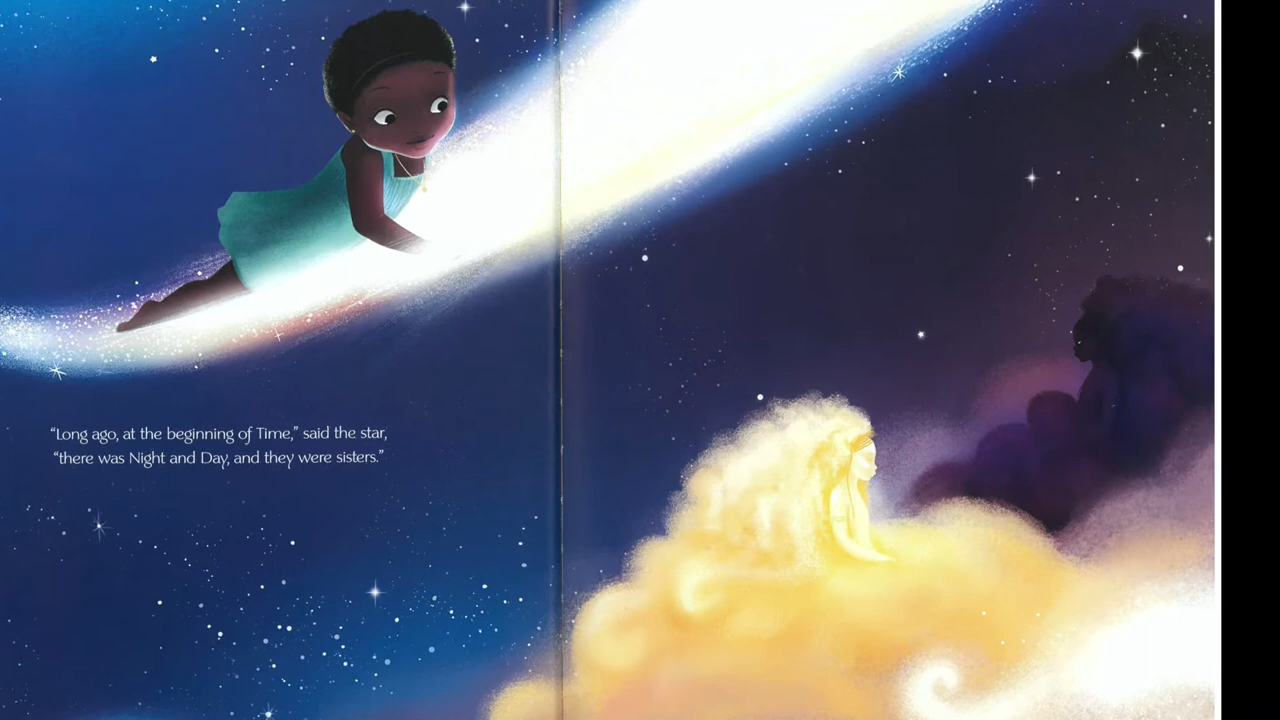 “Long ago, at the beginning of Time,” said the star,
“there was Night and Day, and they were sisters.”